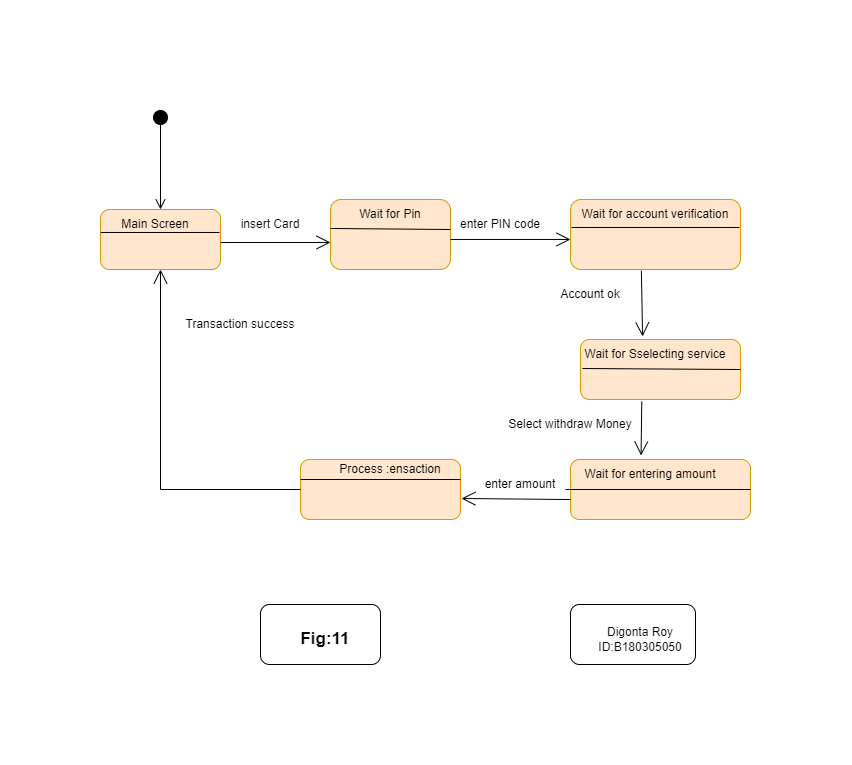 Main Screen
insert Card
Wait for Pin
enter PIN code
Wait for account verification
Account ok
Wait for Sselecting service
Select withdraw Money
Wait for entering amount
enter amount
Process :ensaction
Transaction success
Fig:11
Digonta Roy
ID:B180305050